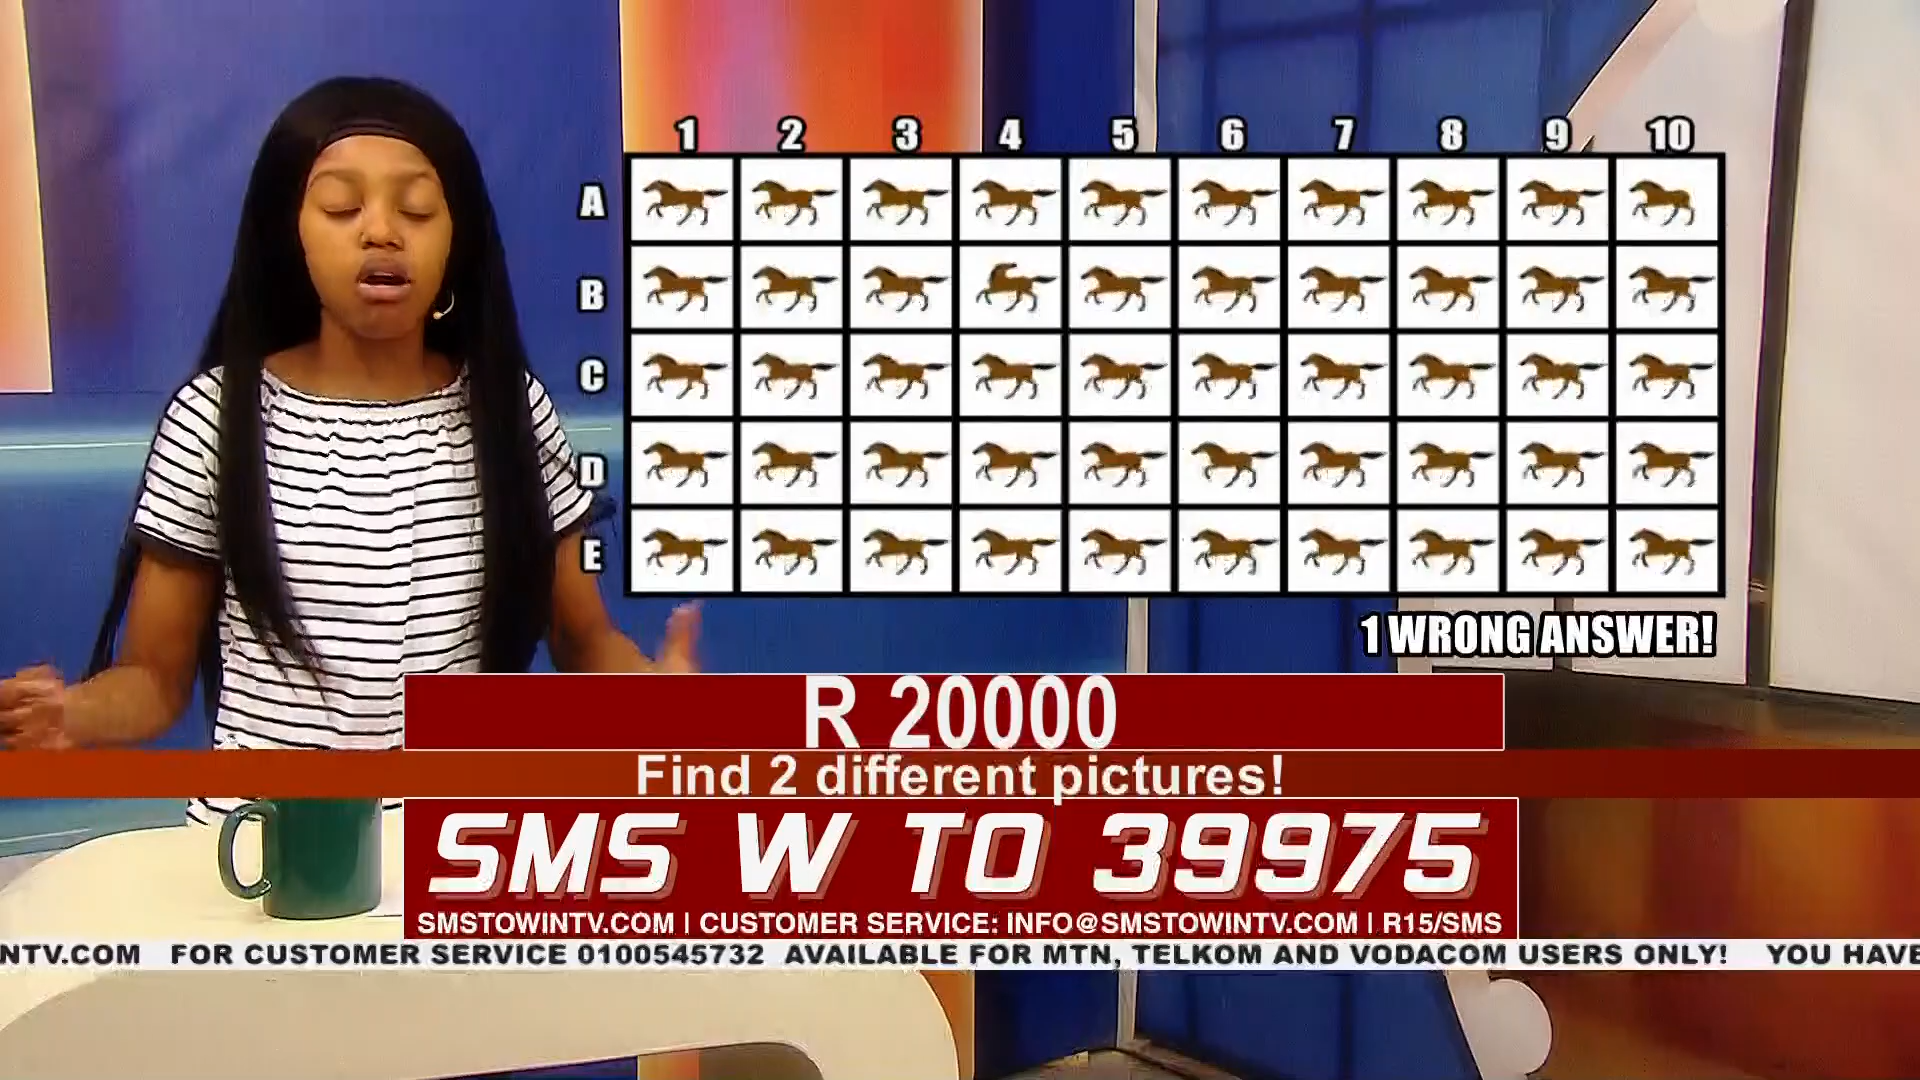 1 2 3 4 5 6 7 8 9 10
A
B
C
D
E
1 WRONG ANSWER!
R 20000
Find 2 different pictures!
SMS W TO 39975
SMSTOWINTV.COM | CUSTOMER SERVICE: INFO@SMSTOWINTV.COM | R15/SMS
NTV.COM FOR CUSTOMER SERVICE 0100545732 AVAILABLE FOR MTN, TELKOM AND VODACOM USERS ONLY! YOU HAVE